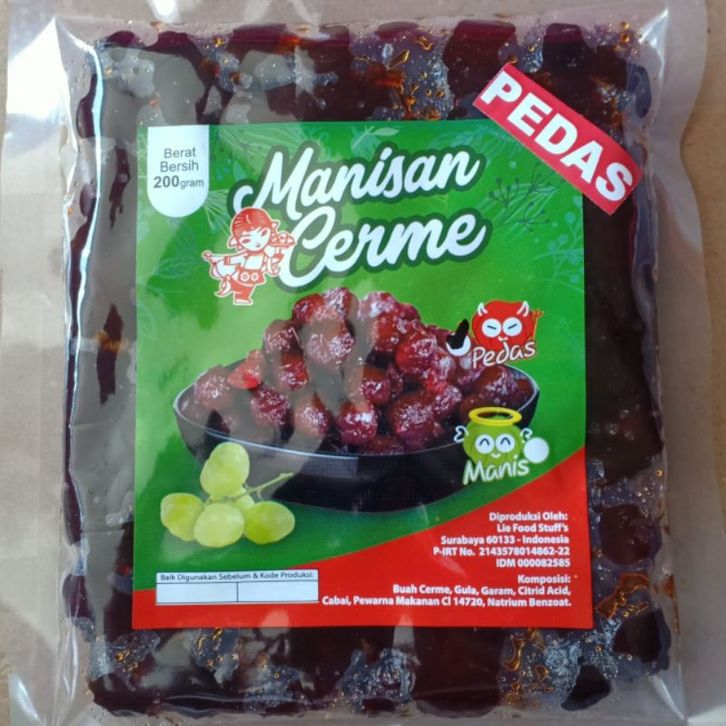 Berat
Bersih
200gram
PEDAS
Manisan
Cerme
Pedas
Manis
Diproduksi Oleh:
Lie Food Stuff's
Surabaya 60133 - Indonesia
P-IRT No. 2143578014862-22
IDM 000082585
Baik Digunakan Sebelum & Kode Produksi:
Komposisi:
Buah Cerme, Gula, Garam, Citrid Acid,
Cabai, Pewarna Makanan CI 14720, Natrium Benzoat.